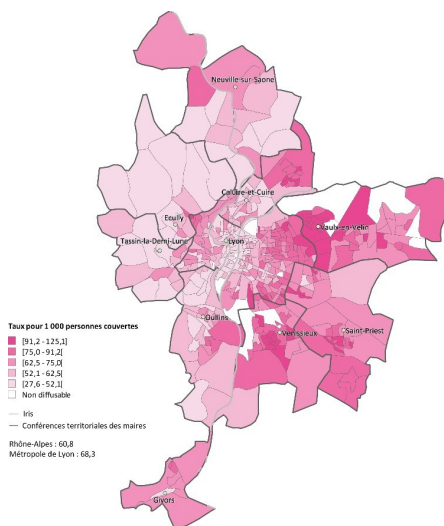 Neuville-sur-Saone
Caluire-et-Cuire
Ecully
Vaulx-en-Velin
Tassin-la-Demi-Lune
Lyon
Oullins
Vénissieux
Saint-Priest
Taux pour 1 000 personnes couvertes
[91,2 - 125,1]
[75,0 - 91,2[
[62,5 - 75,0[
[52,1 - 62,5[
[27,6 - 52,1[
Non diffusable
Iris
Conférences territoriales des maires
Rhône-Alpes : 60,8
Métropole de Lyon : 68,3
Givors